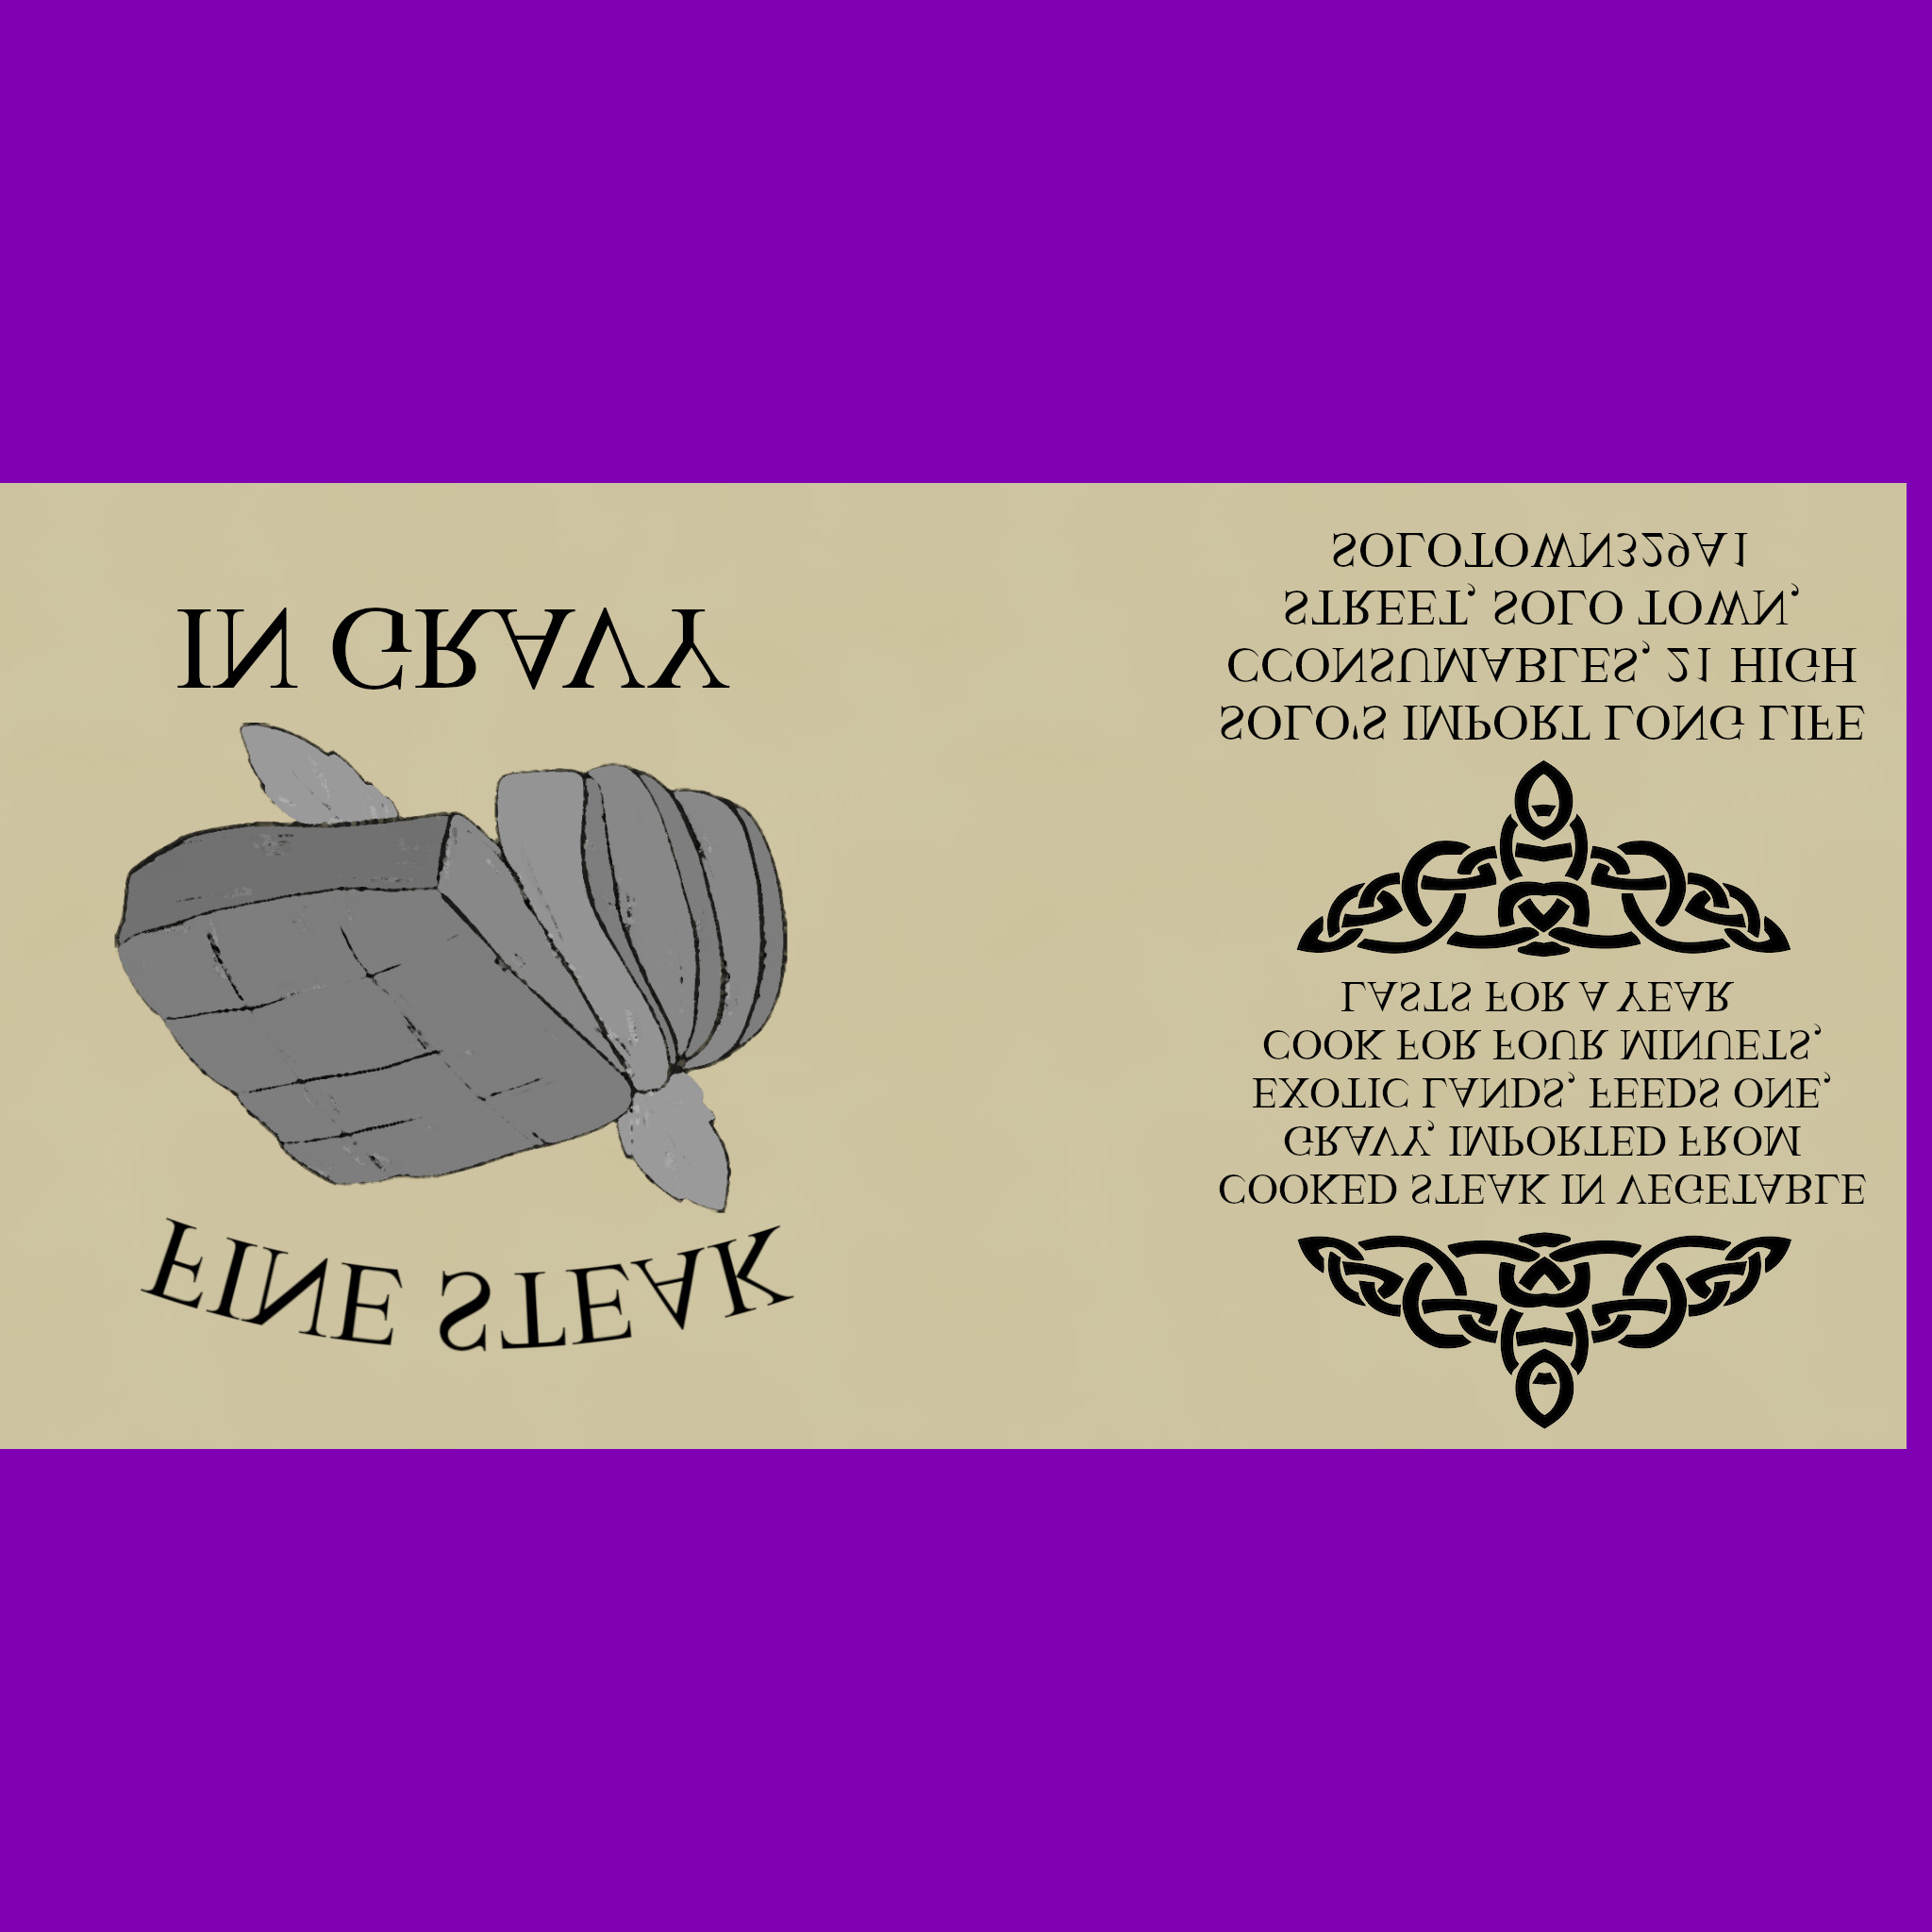 FINE STEAK
IN GRAVY
COOKED STEAK IN VEGETABLE
GRAVY, IMPORTED FROM
EXOTIC LANDS, FEEDS ONE,
COOK FOR FOUR MINUETS,
LASTS FOR A YEAR
SOLO'S IMPORT LONG LIFE
CCONSUMABLES, 21 HIGH
STREET, SOLO TOWN,
SOLOTOWN329A1